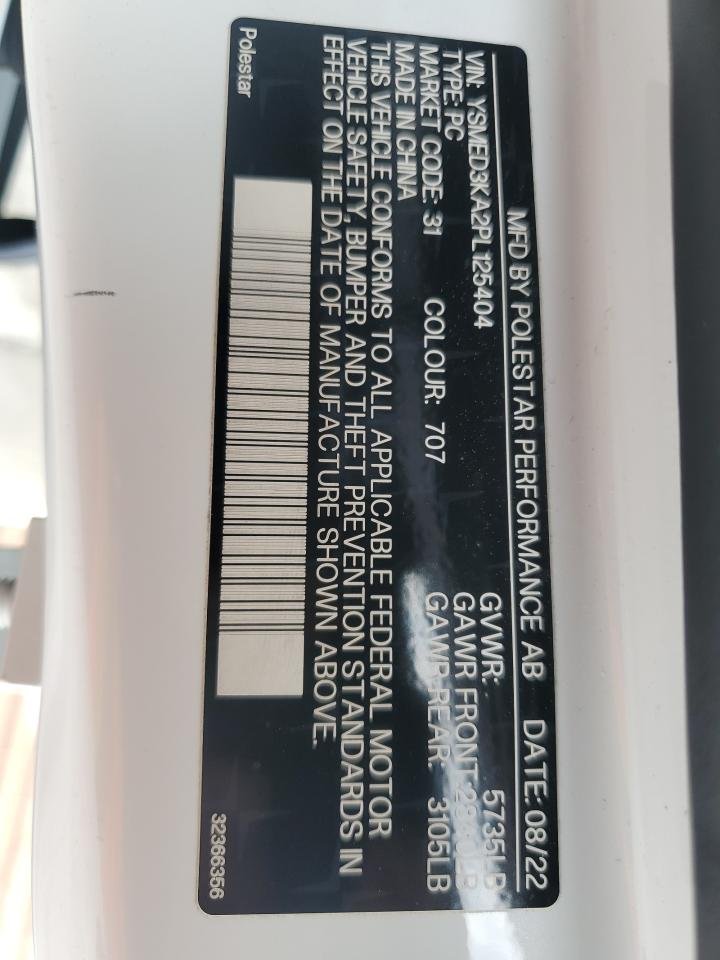 MFD BY POLESTAR PERFORMANCE AB DATE: 08/22
VIN: YSMED3KA2PL125404 GVWR: 5735LB
TYPE: PC GAWR FRONT
MARKET CODE: 31 COLOUR: 707 GAWR REAR: 3105LB
MADE IN CHINA
THIS VEHICLE CONFORMS TO ALL APPLICABLE FEDERAL MOTOR
VEHICLE SAFETY, BUMPER AND THEFT PREVENTION STANDARDS IN
EFFECT ON THE DATE OF MANUFACTURE SHOWN ABOVE.
Polestar 32366356